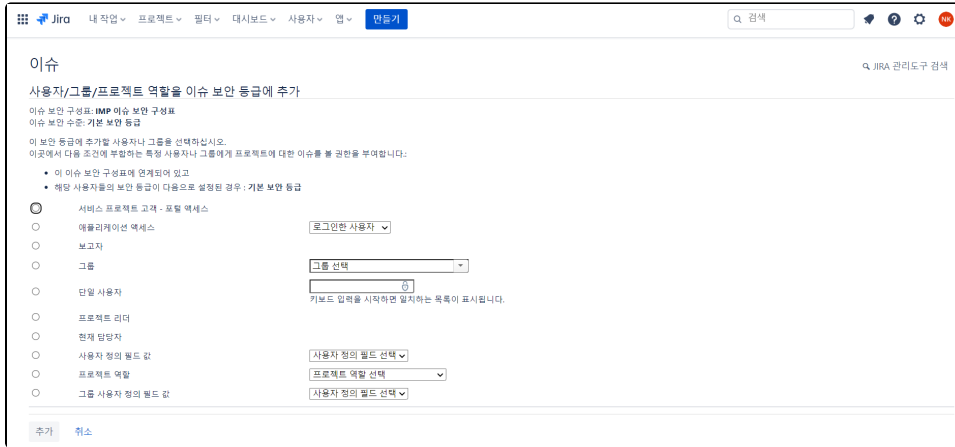 Jira 내 작업 프로젝트 필터 대시보드 사용자 앱 만들기 검색 NK
이슈 JIRA 관리도구 검색
사용자/그룹/프로젝트 역할을 이슈 보안 등급에 추가
이슈 보안 구성표: IMP 이슈 보안 구성표
이슈 보안 수준: 기본 보안 등급
이 보안 등급에 추가할 사용자나 그룹을 선택하십시오.
이곳에서 다음 조건에 부합하는 특정 사용자나 그룹에게 프로젝트에 대한 이슈를 볼 권한을 부여합니다.:
• 이 이슈 보안 구성표에 연계되어 있고
• 해당 사용자들의 보안 등급이 다음으로 설정된 경우 : 기본 보안 등급
서비스 프로젝트 고객 - 포털 액세스
애플리케이션 액세스 로그인한 사용자
보고자
그룹 그룹 선택
단일 사용자
키보드 입력을 시작하면 일치하는 목록이 표시됩니다.
프로젝트 리더
현재 담당자
사용자 정의 필드 값 사용자 정의 필드 선택
프로젝트 역할 프로젝트 역할 선택
그룹 사용자 정의 필드 값 사용자 정의 필드 선택
추가 취소